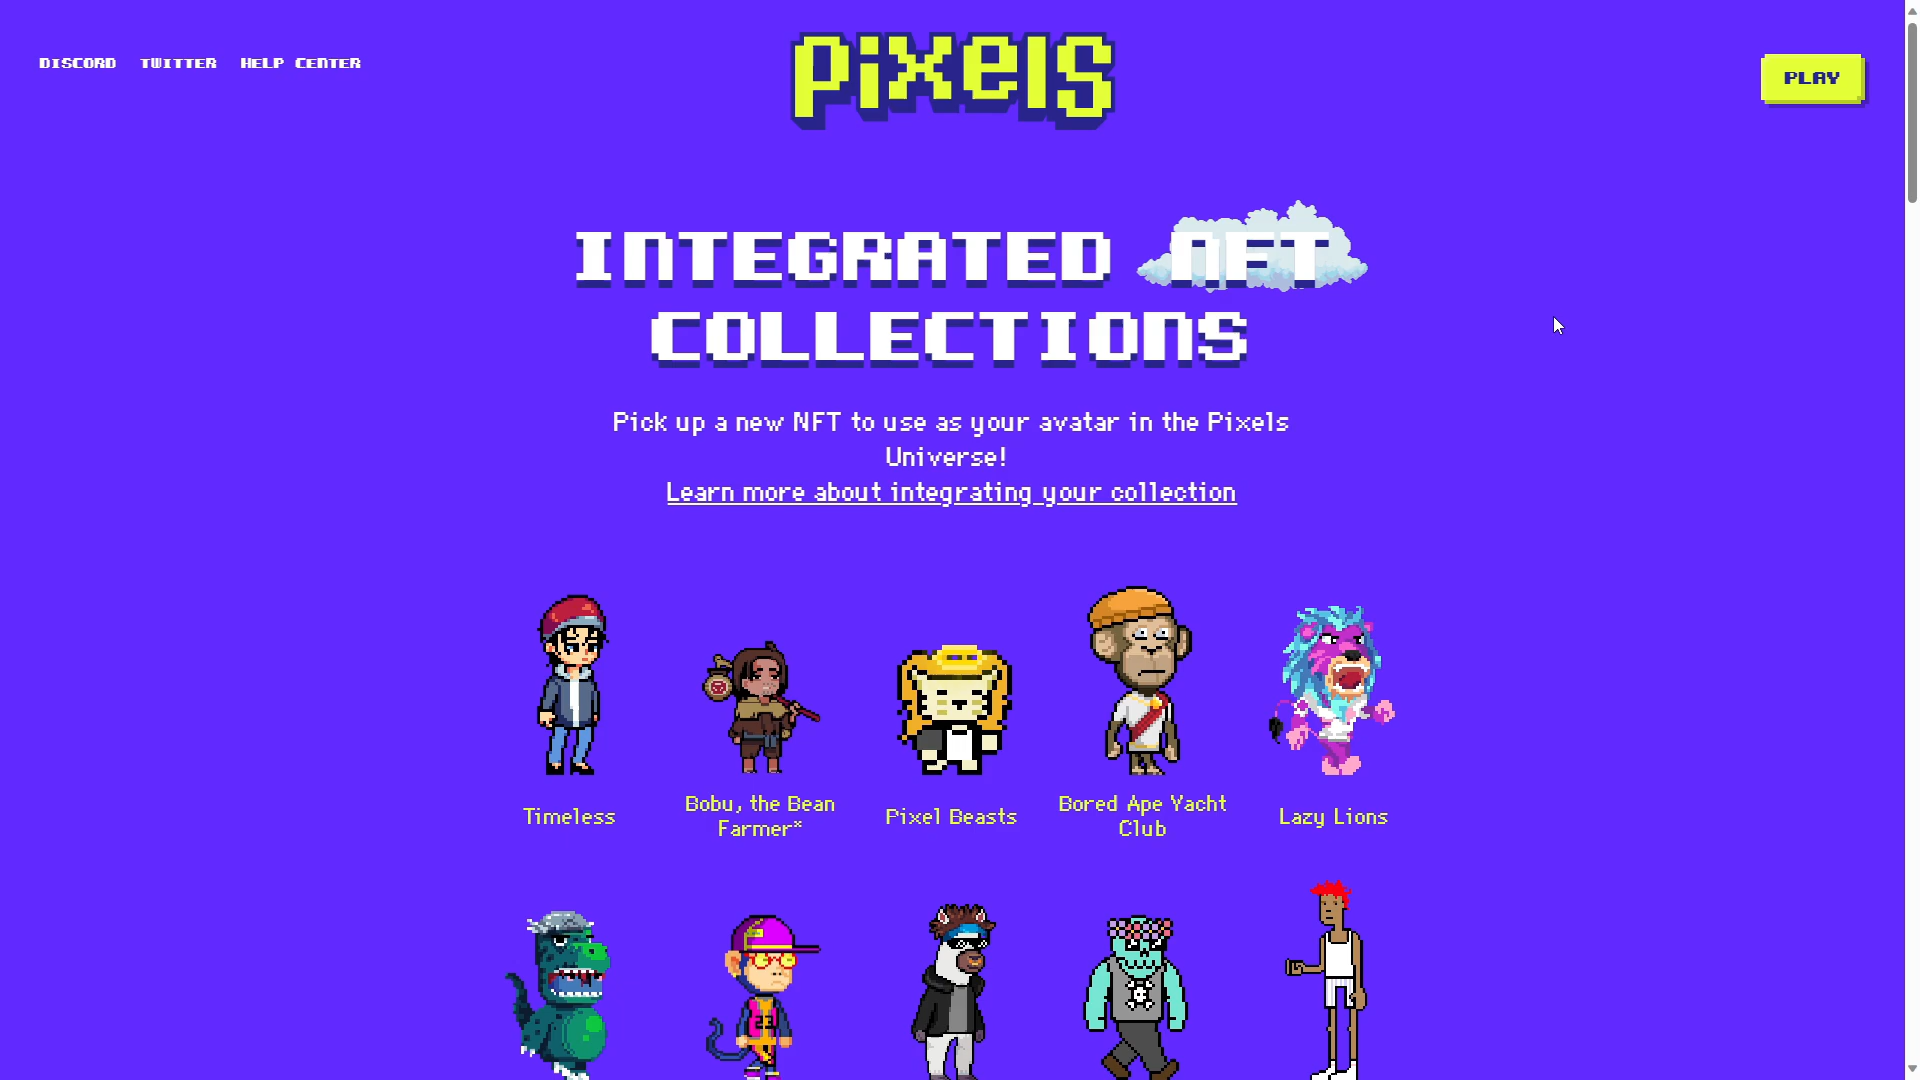 DISCORD TWITTER HELP CENTER
pixels
PLAY
INTEGRATED NFT
COLLECTIONS
Pick up a new NFT to use as your avatar in the Pixels
Universe!
Learn more about integrating your collection
Timeless
Bobu, the Bean
Farmer*
Pixel Beasts
Bored Ape Yacht
Club
Lazy Lions
23